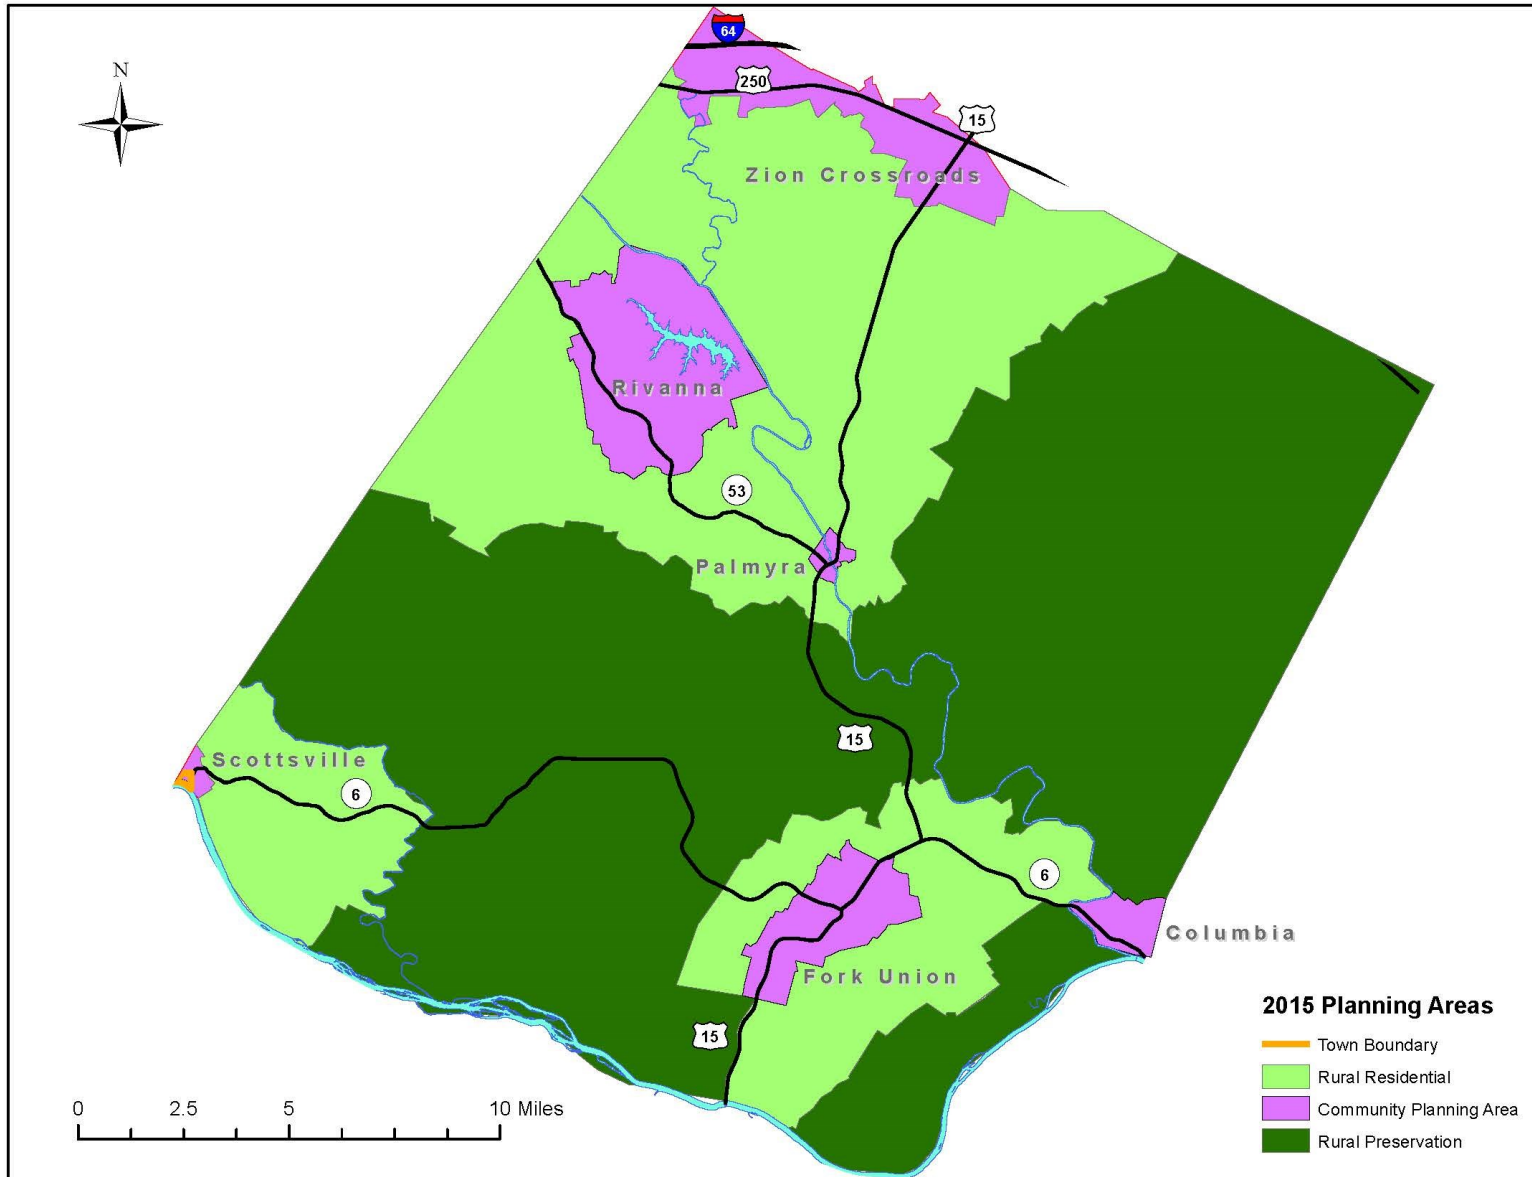 N
64
250
15
Zion Crossroads
Rivanna
53
Palmyra
15
Scottsville
6
6
Columbia
Fork Union
15
2015 Planning Areas
Town Boundary
Rural Residential
Community Planning Area
Rural Preservation
0 2.5 5 10 Miles